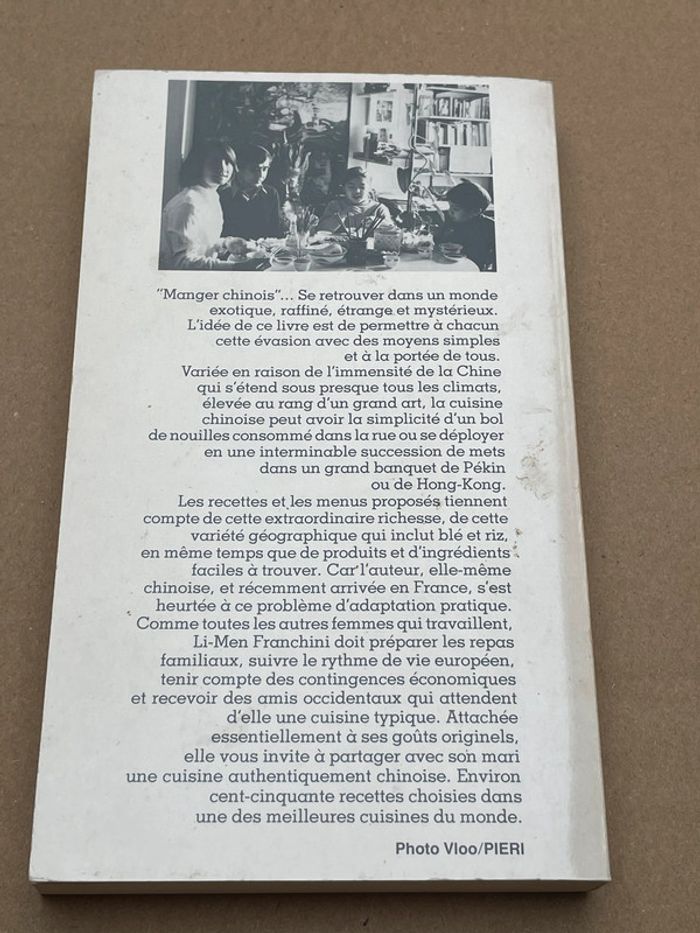 "Manger chinois"... Se retrouver dans un monde
exotique, raffiné, étrange et mystérieux.
L'idée de ce livre est de permettre à chacun
cette évasion avec des moyens simples
et à la portée de tous.
Variée en raison de l'immensité de la Chine
qui s'étend sous presque tous les climats,
élevée au rang d'un grand art, la cuisine
chinoise peut avoir la simplicité d'un bol
de nouilles consommé dans la rue ou se déployer
en une interminable succession de mets
dans un grand banquet de Pékin
ou de Hong-Kong.
Les recettes et les menus proposés tiennent
compte de cette extraordinaire richesse, de cette
variété géographique qui inclut blé et riz,
en même temps que de produits et d'ingrédients
faciles à trouver. Car l'auteur, elle-même
chinoise, et récemment arrivée en France, s'est
heurtée à ce problème d'adaptation pratique.
Comme toutes les autres femmes qui travaillent,
Li-Men Franchini doit préparer les repas
familiaux, suivre le rythme de vie européen,
tenir compte des contingences économiques
et recevoir des amis occidentaux qui attendent
d'elle une cuisine typique. Attachée
essentiellement à ses goûts originels,
elle vous invite à partager avec son mari
une cuisine authentiquement chinoise. Environ
cent-cinquante recettes choisies dans
une des meilleures cuisines du monde.
Photo Vloo/PIERI